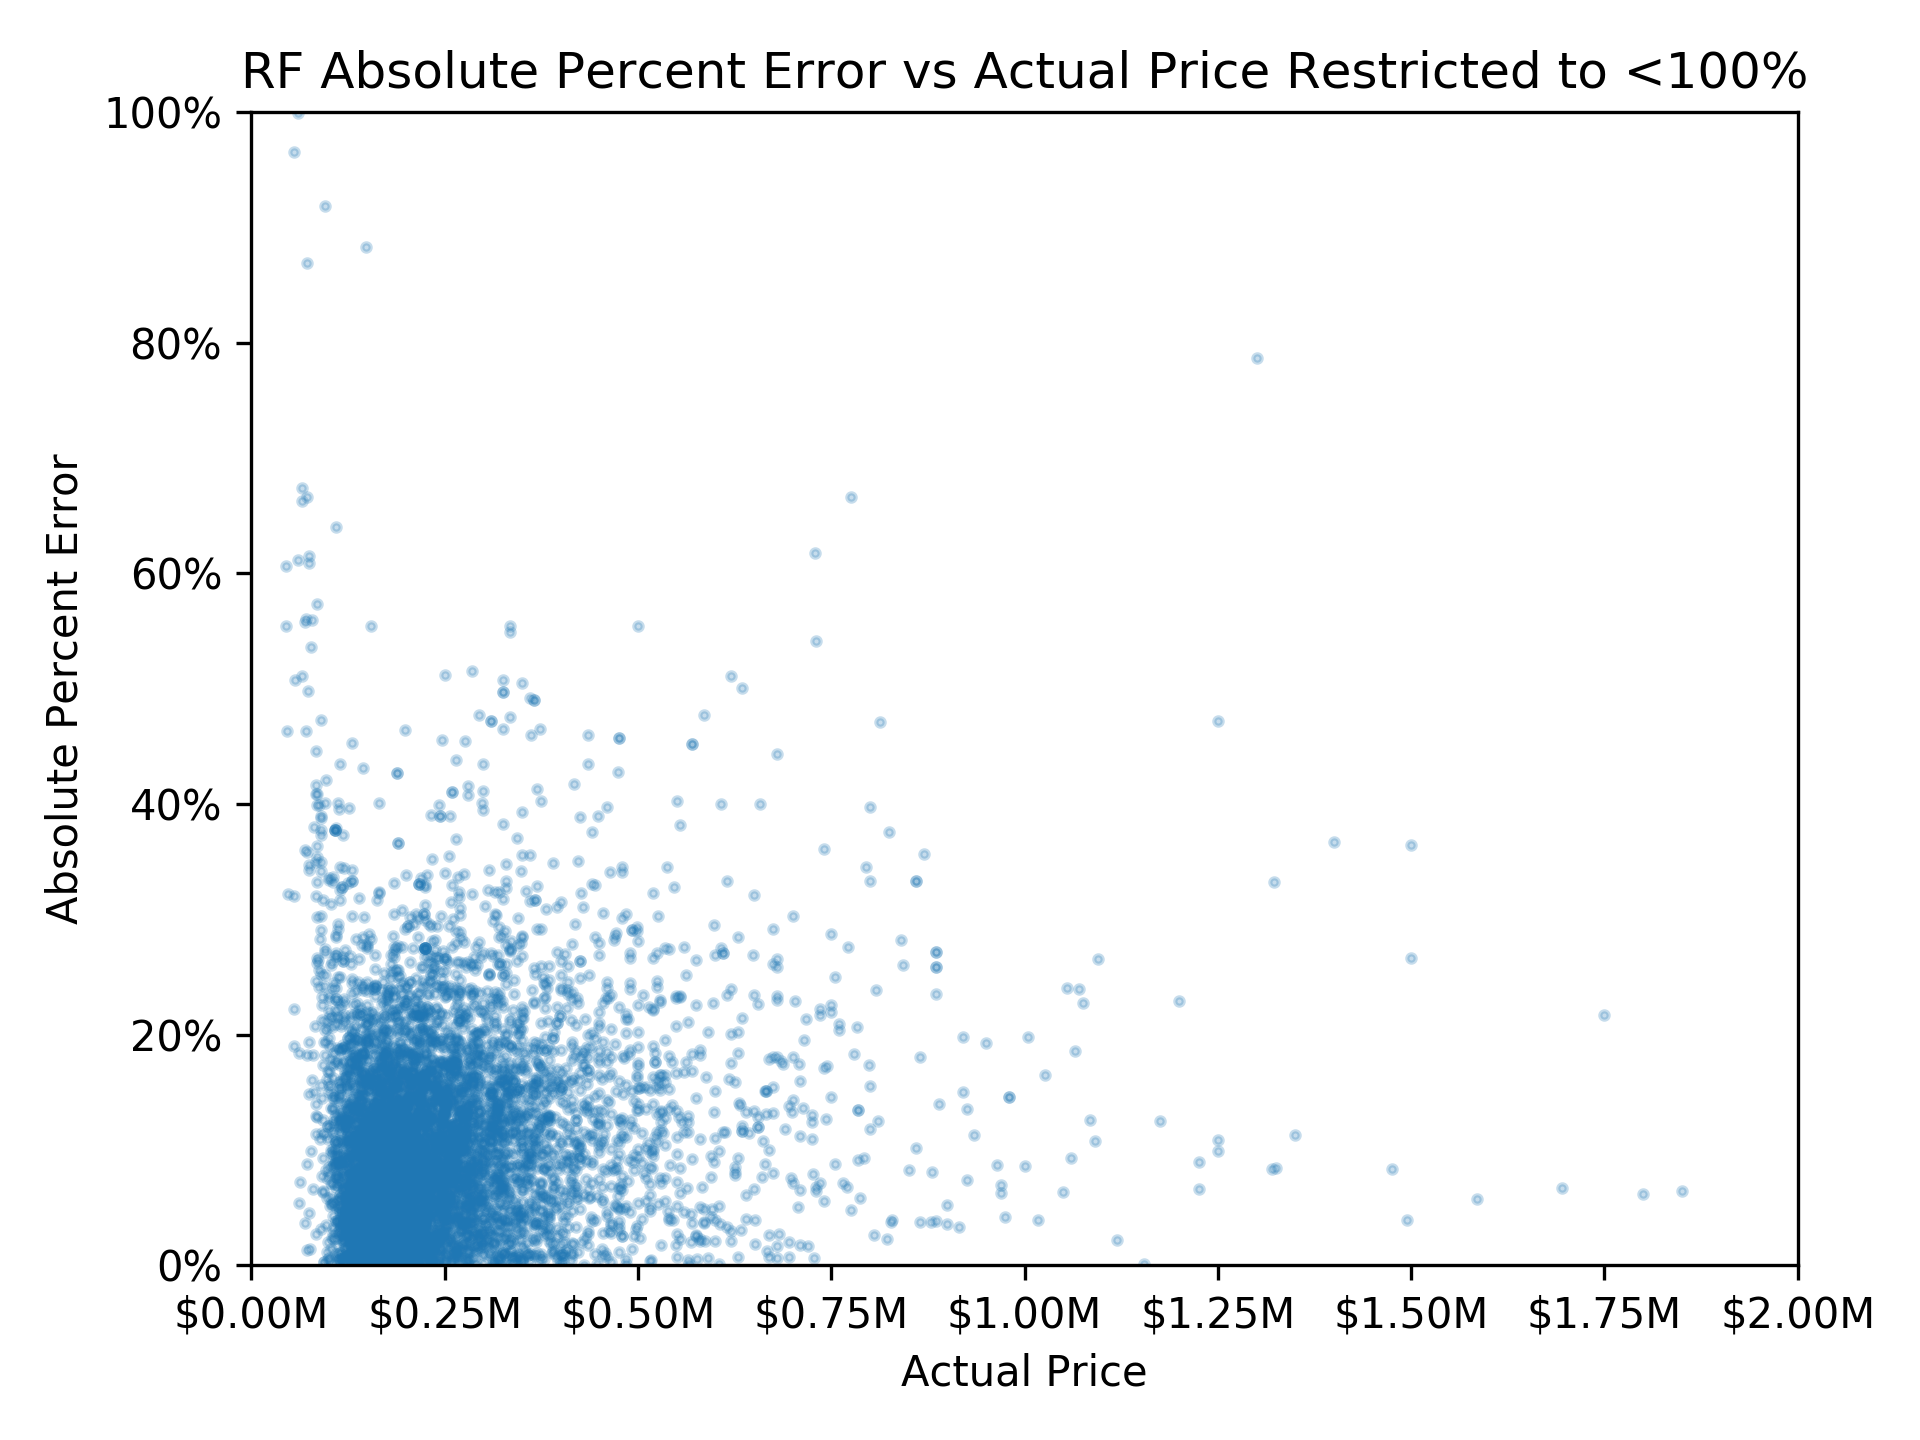 RF Absolute Percent Error vs Actual Price Restricted to <100%
100%
80%
60%
40%
20%
0%
Absolute Percent Error
$0.00M $0.25M $0.50M $0.75M $1.00M $1.25M $1.50M $1.75M $2.00M
Actual Price